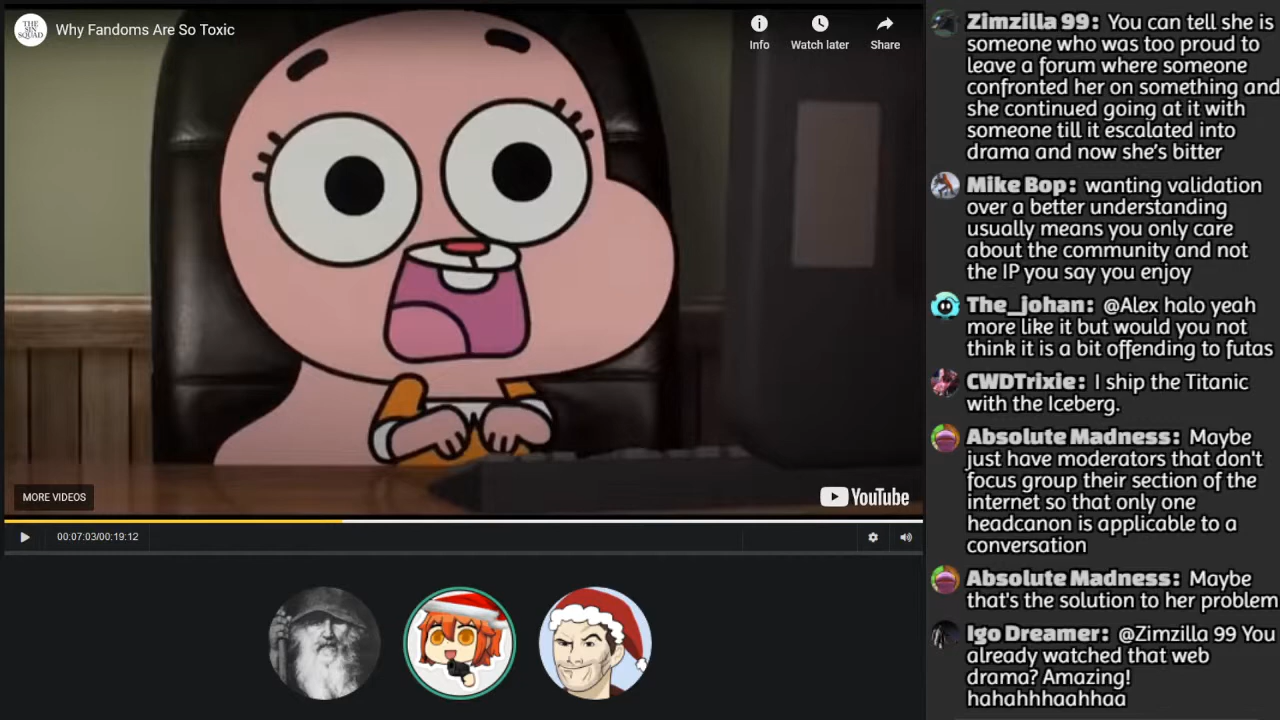 THE
SIN
SQUAD
Why Fandoms Are So Toxic
Info
Watch later
Share
MORE VIDEOS
YouTube
00:07:03/00:19:12
Zimzilla 99: You can tell she is
someone who was too proud to
leave a forum where someone
confronted her on something and
she continued going at it with
someone till it escalated into
drama and now she's bitter
Mike Bop: wanting validation
over a better understanding
usually means you only care
about the community and not
the IP you say you enjoy
The_johan: @Alex halo yeah
more like it but would you not
think it is a bit offending to futas
CWDTrixie: I ship the Titanic
with the Iceberg.
Absolute Madness: Maybe
just have moderators that don't
focus group their section of the
internet so that only one
headcanon is applicable to a
conversation
Absolute Madness: Maybe
that's the solution to her problem
Igo Dreamer: @Zimzilla 99 You
already watched that web
drama? Amazing!
hahahhhaahhaa